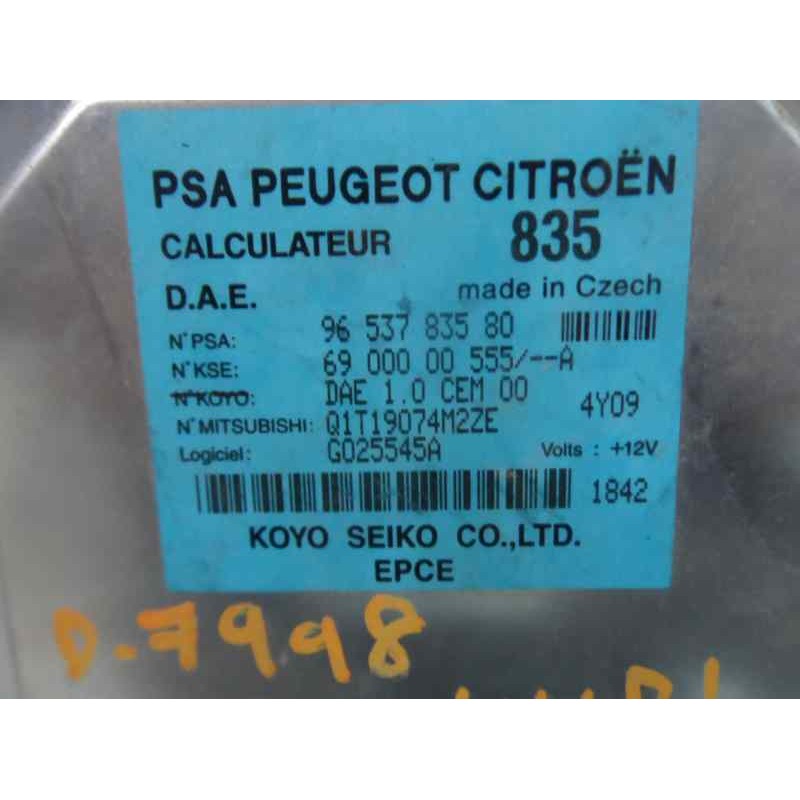 PSA PEUGEOT CITROËN
CALCULATEUR 835
D.A.E. made in Czech
N°PSA: 96 537 835 80
N°KSE: 69 000 00 555/--A
N°KOYO: DAE 1.0 CEM 00
4Y09
N°MITSUBISHI: Q1T19074M2ZE
Logiciel: G025545A Volts : +12V
1842
KOYO SEIKO CO.,LTD.
EPCE
D-7998